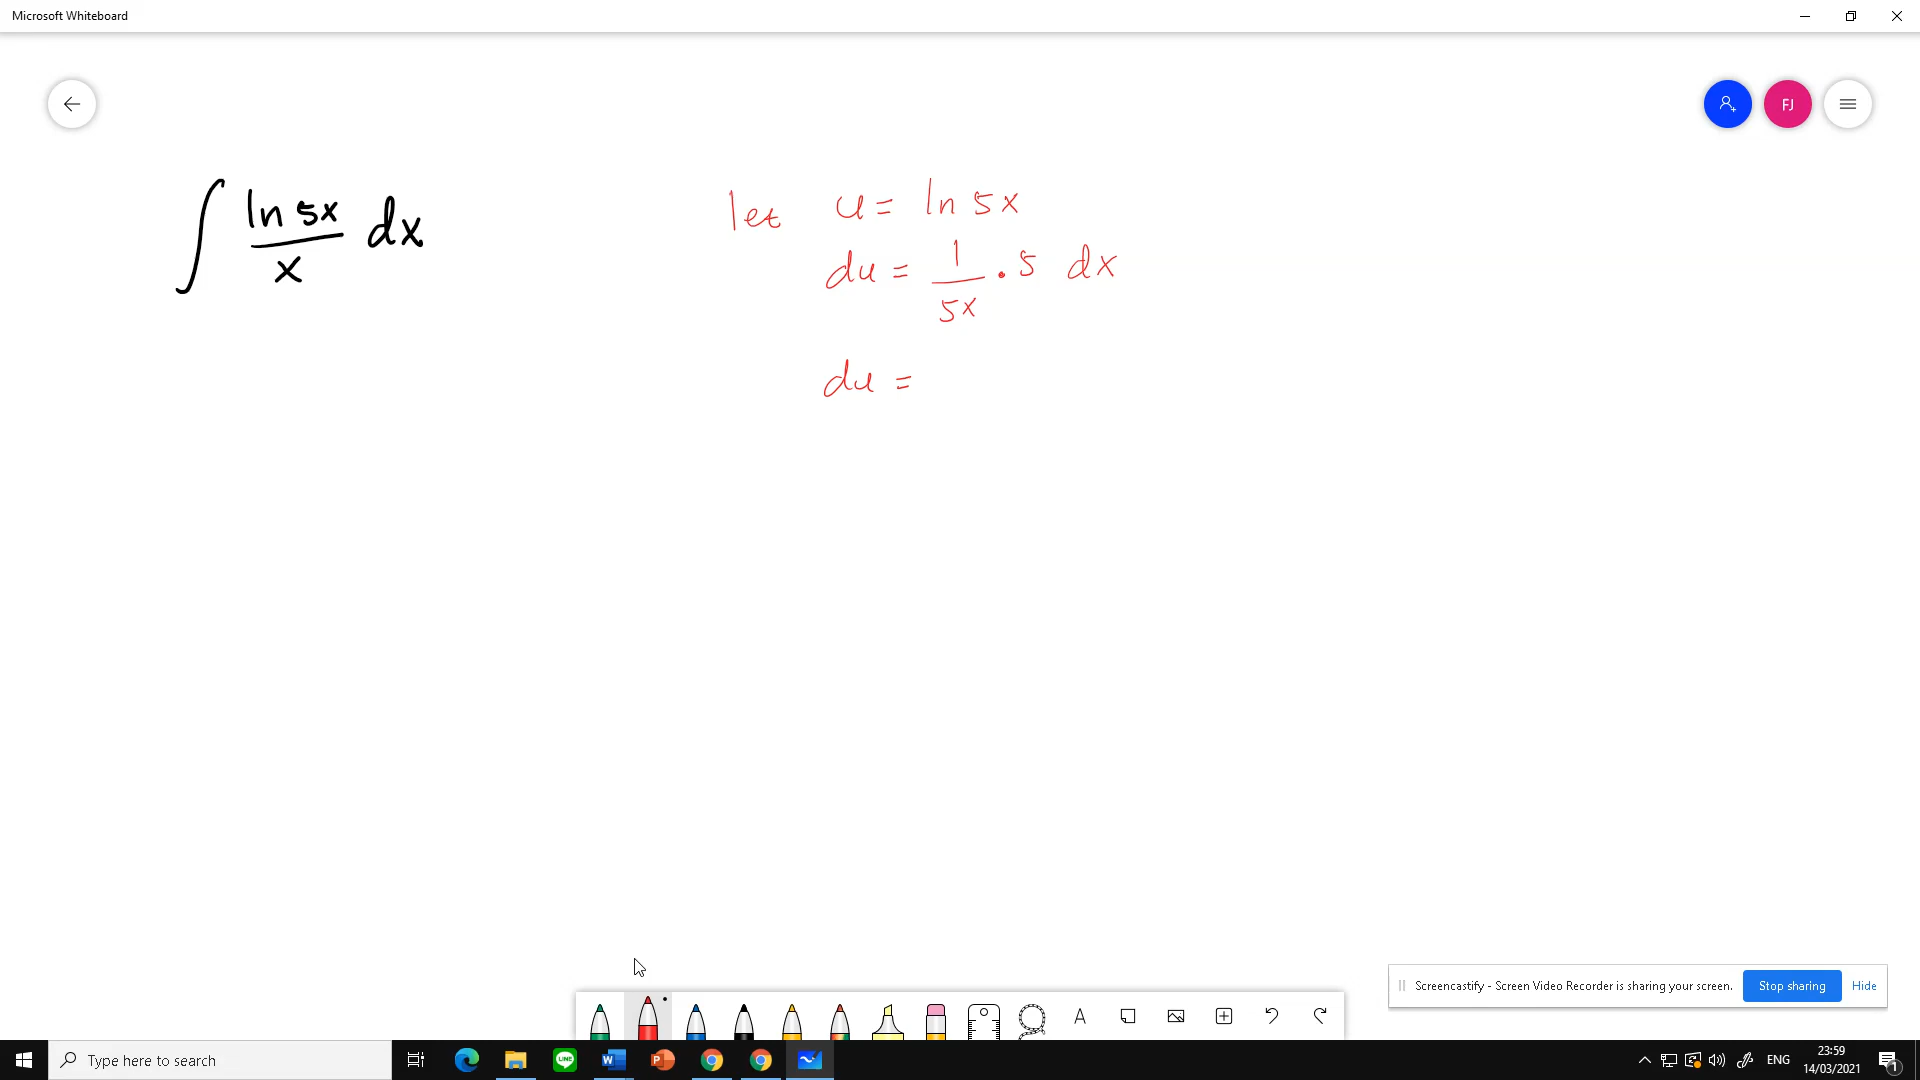 Microsoft Whiteboard
FJ
∫ ln 5x / x dx
let u = ln 5x
du = 1/5x . 5 dx
du =
Screencastify - Screen Video Recorder is sharing your screen.
Stop sharing
Hide
Type here to search
ENG
23:59
14/03/2021
1